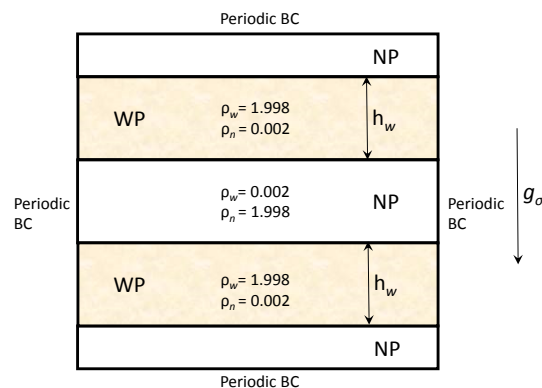 Periodic BC
NP
WP
ρw = 1.998
ρn = 0.002
hw
Periodic
BC
ρw = 0.002
ρn = 1.998
NP
Periodic
BC
gσ
WP
ρw = 1.998
ρn = 0.002
hw
NP
Periodic BC